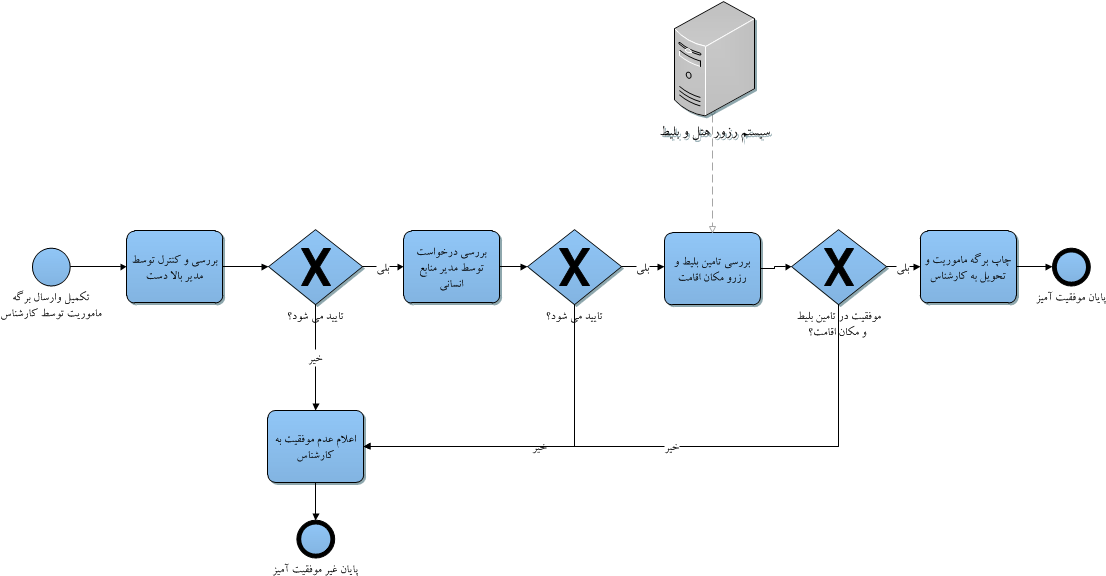 سیستم رزور هتل و بلیط
تکمیل وارسال برگه
ماموریت توسط کارشناس
بررسی و کنترل توسط
مدیر بالا دست
تایید می شود؟
بلی
بررسی درخواست
توسط مدیر منابع
انسانی
تایید می شود؟
بلی
بررسی تامین بلیط و
رزرو مکان اقامت
موفقیت در تامین بلیط
و مکان اقامت؟
بلی
چاپ برگه ماموریت و
تحویل به کارشناس
پایان موفقیت آمیز
خیر
خیر
خیر
اعلام عدم موفقیت به
کارشناس
پایان غیر موفقیت آمیز